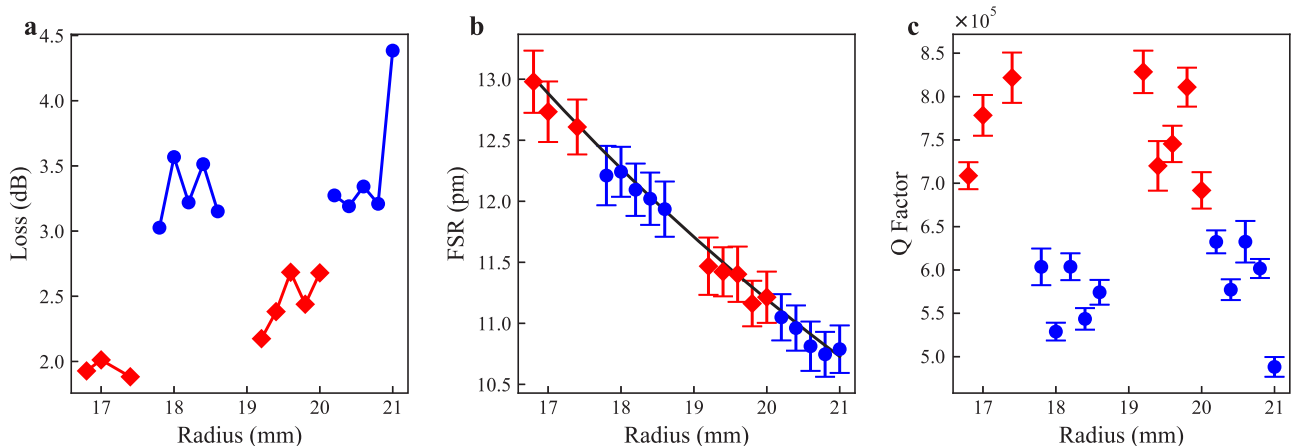 a
4.5
4.0
3.5
3.0
2.5
2.0
Loss (dB)
17 18 19 20 21
Radius (mm)
b
13.0
12.5
12.0
11.5
11.0
10.5
FSR (pm)
17 18 19 20 21
Radius (mm)
c
×10⁵
8.5
8.0
7.5
7.0
6.5
6.0
5.5
5.0
Q Factor
17 18 19 20 21
Radius (mm)